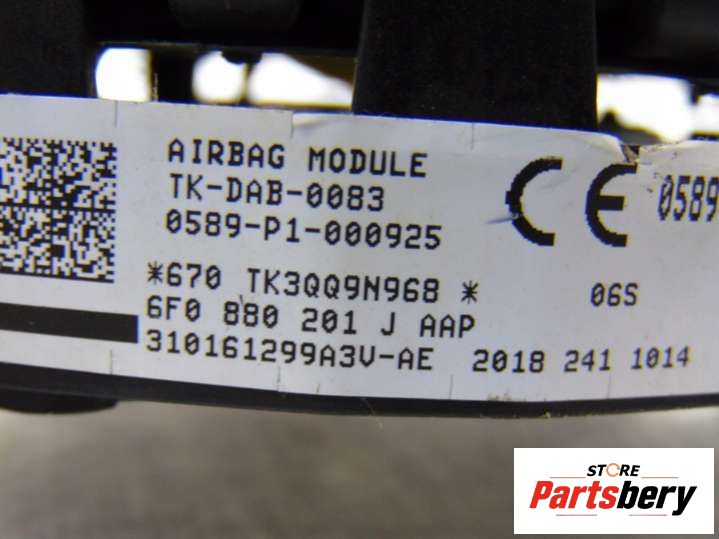 AIRBAG MODULE
TK-DAB-0083
0589-P1-000925
CE 0589
*670 TK3QQ9N968 *
06S
6F0 880 201 J AAP
310161299A3V-AE 2018 241 1014
STORE
Partsbery